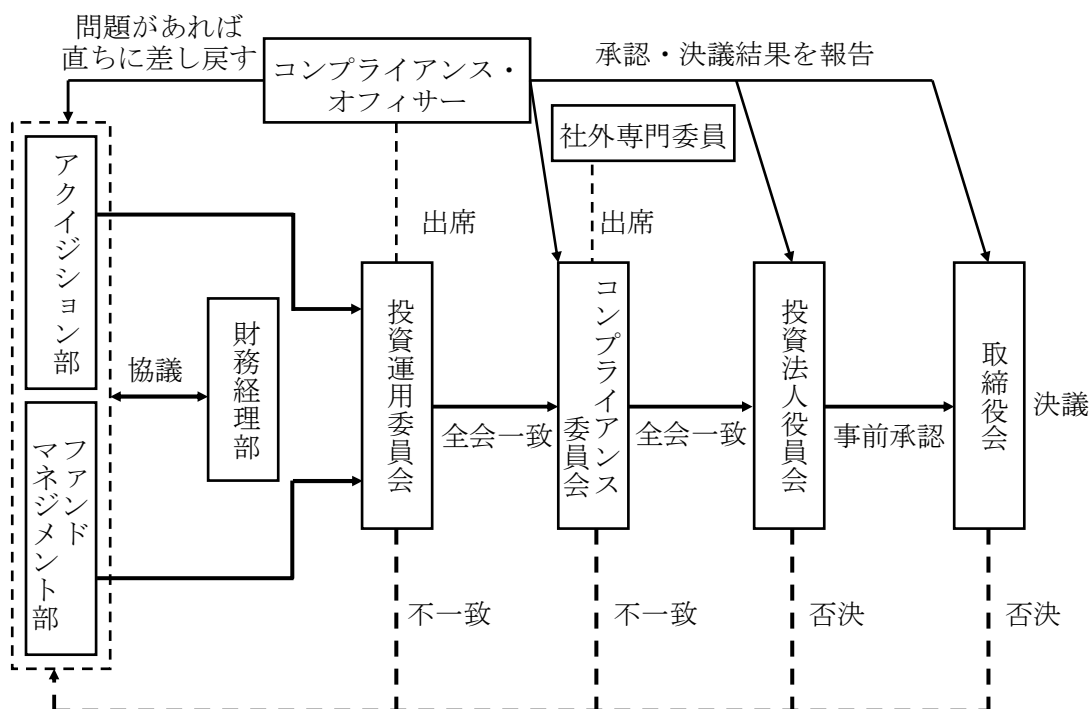 問題があれば
直ちに差し戻す
コンプライアンス・
オフィサー
承認・決議結果を報告
社外専門委員
アクイジション部
出席
出席
財務経理部
投資運用委員会
コンプライアンス
委員会
投資法人役員会
取締役会
決議
協議
全会一致
全会一致
事前承認
ファンド
マネジメント部
不一致
不一致
否決
否決